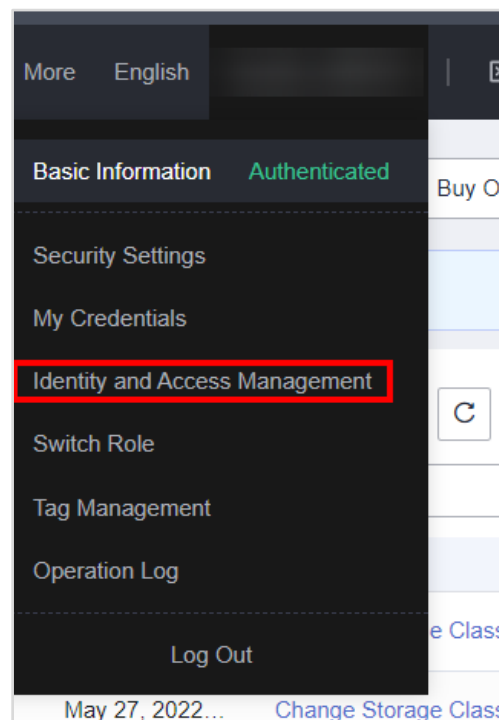 More English
Basic Information Authenticated
Buy O
Security Settings
My Credentials
Identity and Access Management
Switch Role
Tag Management
Operation Log
e Class
Log Out
May 27, 2022... Change Storage Class